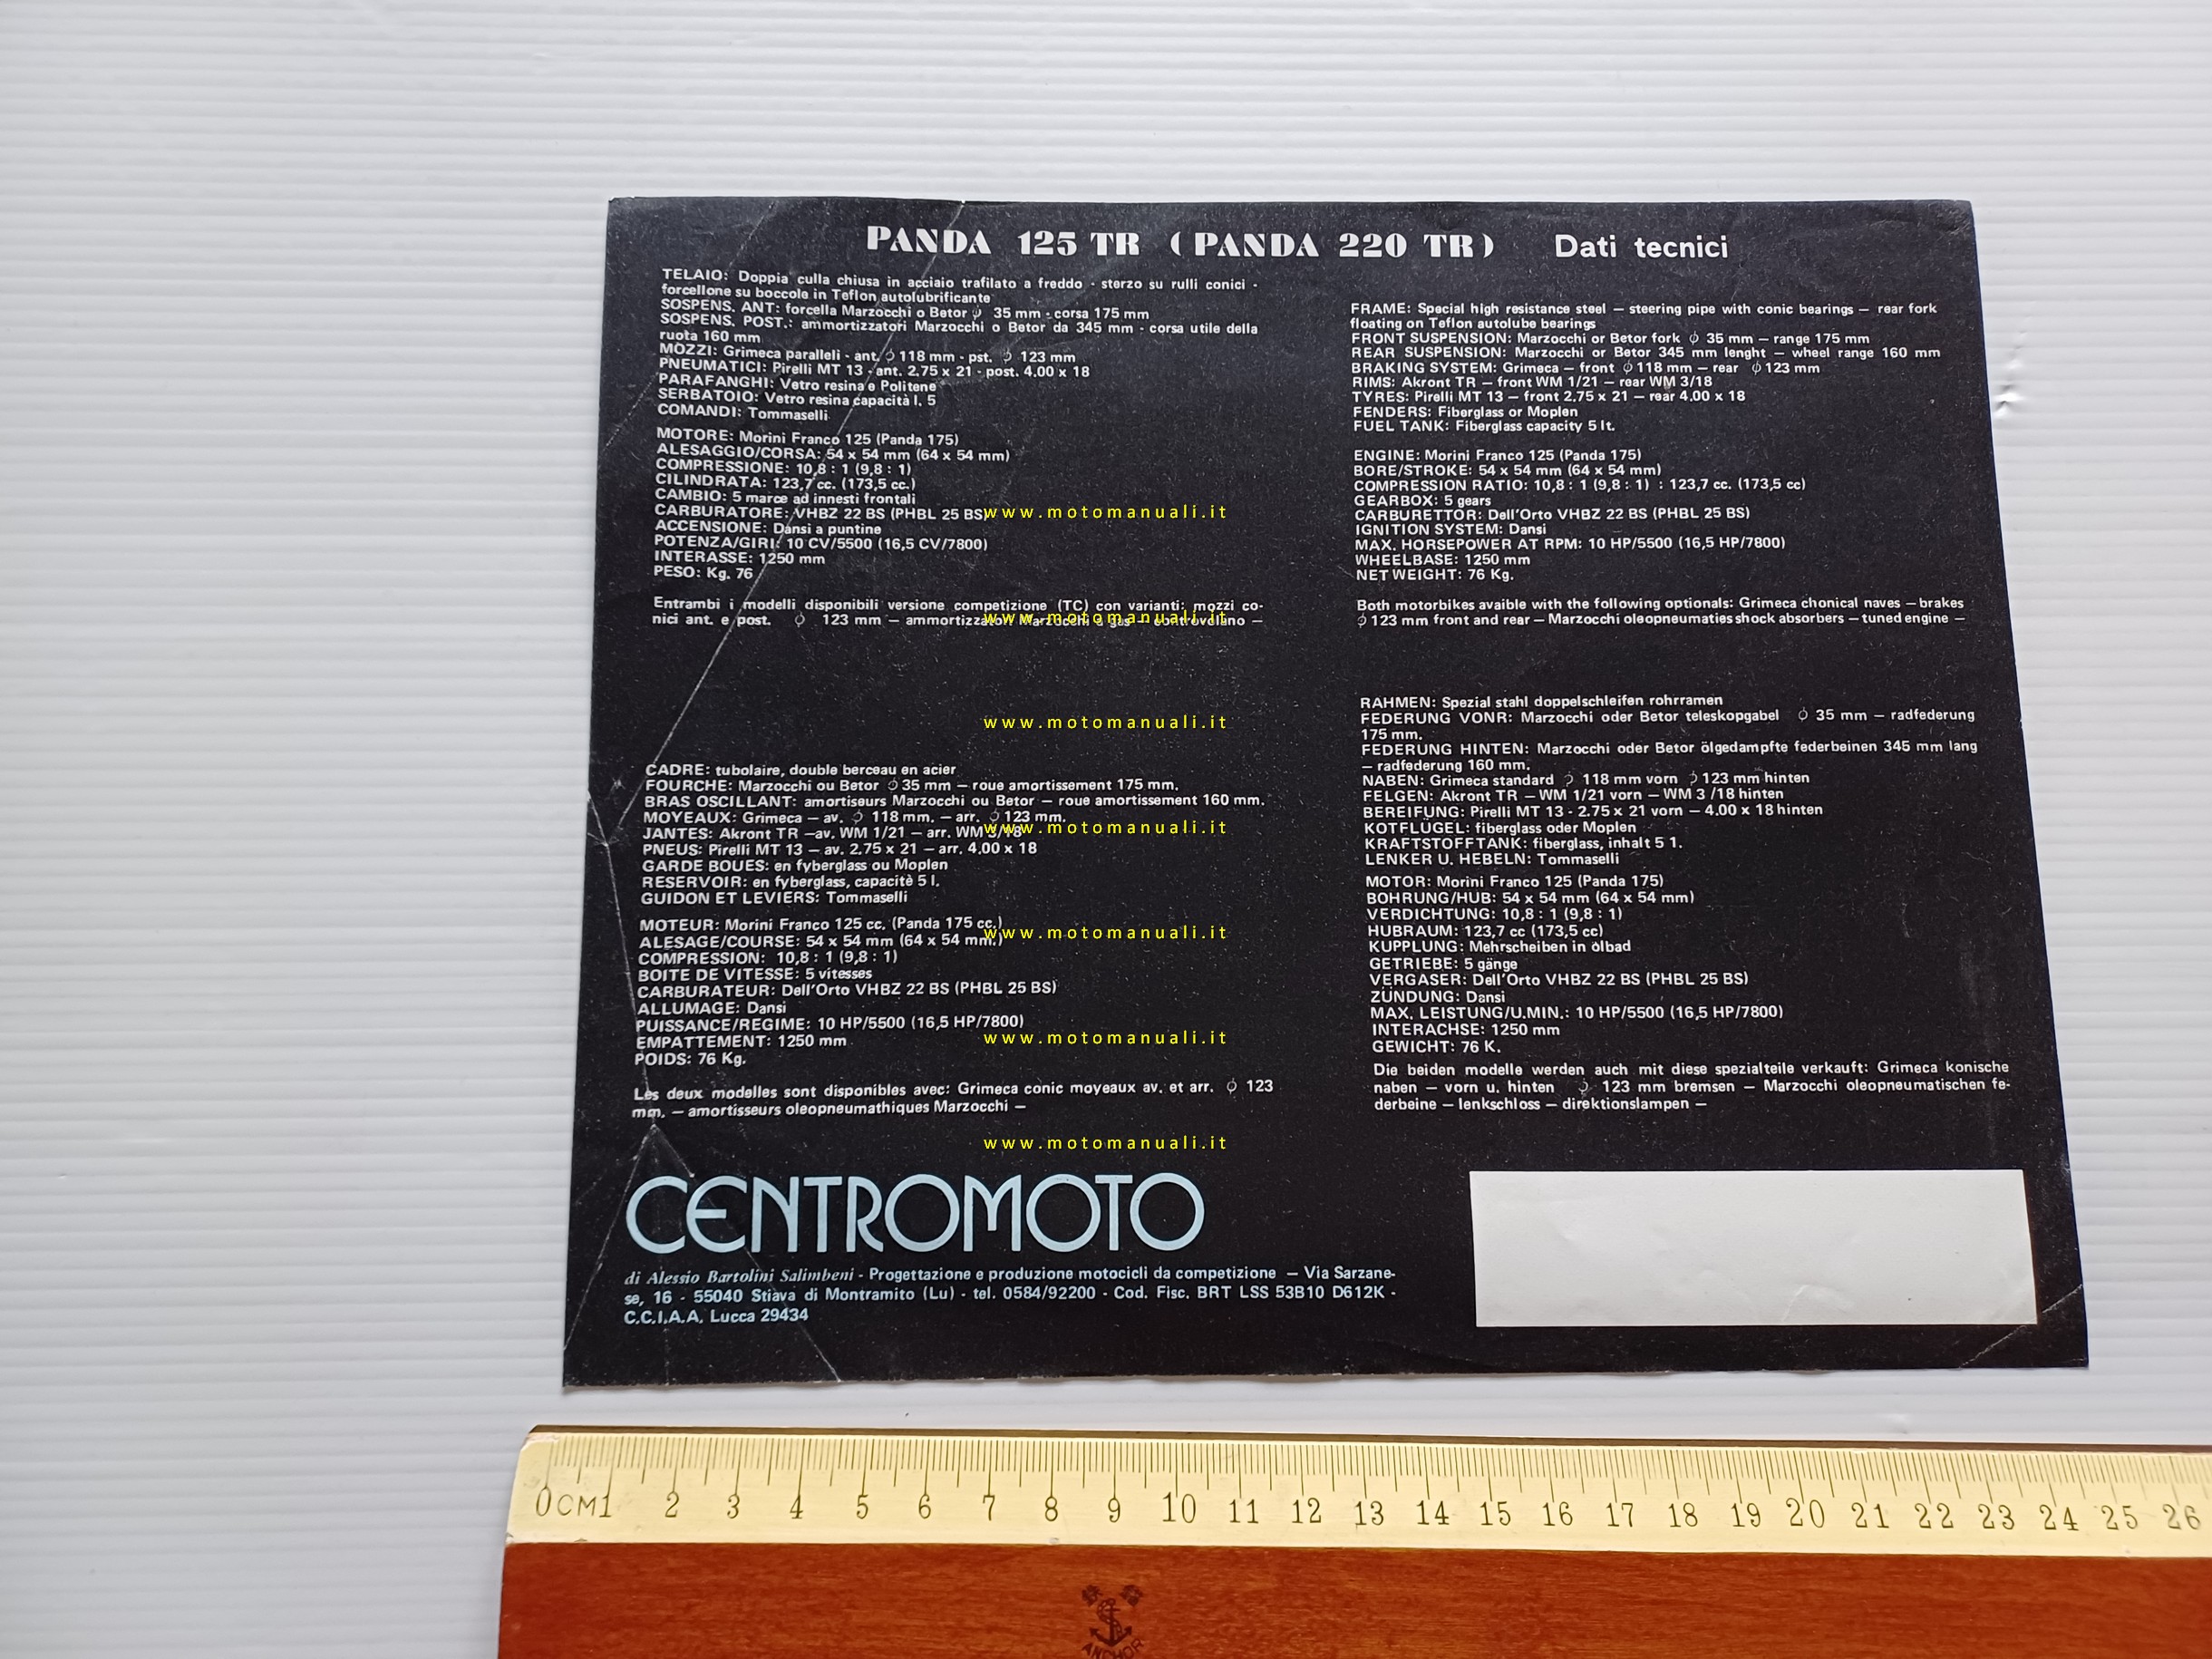 PANDA 125 TR (PANDA 220 TR) Dati tecnici
TELAIO: Doppia culla chiusa in acciaio trafilato a freddo - sterzo su rulli conici -
forcellone su boccole in Teflon autolubrificante
SOSPENS. ANT: forcella Marzocchi o Betor ϕ 35 mm - corsa 175 mm
SOSPENS. POST.: ammortizzatori Marzocchi o Betor da 345 mm - corsa utile della
ruota 160 mm
MOZZI: Grimeca paralleli - ant. ϕ 118 mm - pst. ϕ 123 mm
PNEUMATICI: Pirelli MT 13 - ant. 2,75 x 21 - post. 4.00 x 18
PARAFANGHI: Vetro resina e Politene
SERBATOIO: Vetro resina capacità l. 5
COMANDI: Tommaselli
MOTORE: Morini Franco 125 (Panda 175)
ALESAGGIO/CORSA: 54 x 54 mm (64 x 54 mm)
COMPRESSIONE: 10,8 : 1 (9,8 : 1)
CILINDRATA: 123,7 cc. (173,5 cc.)
CAMBIO: 5 marce ad innesti frontali
CARBURATORE: VHBZ 22 BS (PHBL 25 BS)
ACCENSIONE: Dansi a puntine
POTENZA/GIRI: 10 CV/5500 (16,5 CV/7800)
INTERASSE: 1250 mm
PESO: Kg. 76
Entrambi i modelli disponibili versione competizione (TC) con varianti: mozzi co-
nici ant. e post. ϕ 123 mm — ammortizzatori Marzocchi a gas — controvolano —
FRAME: Special high resistance steel — steering pipe with conic bearings — rear fork
floating on Teflon autolube bearings
FRONT SUSPENSION: Marzocchi or Betor fork ϕ 35 mm — range 175 mm
REAR SUSPENSION: Marzocchi or Betor 345 mm lenght — wheel range 160 mm
BRAKING SYSTEM: Grimeca — front ϕ 118 mm — rear ϕ 123 mm
RIMS: Akront TR — front WM 1/21 — rear WM 3/18
TYRES: Pirelli MT 13 — front 2,75 x 21 — rear 4.00 x 18
FENDERS: Fiberglass or Moplen
FUEL TANK: Fiberglass capacity 5 lt.
ENGINE: Morini Franco 125 (Panda 175)
BORE/STROKE: 54 x 54 mm (64 x 54 mm)
COMPRESSION RATIO: 10,8 : 1 (9,8 : 1) : 123,7 cc. (173,5 cc)
GEARBOX: 5 gears
CARBURETTOR: Dell'Orto VHBZ 22 BS (PHBL 25 BS)
IGNITION SYSTEM: Dansi
MAX. HORSEPOWER AT RPM: 10 HP/5500 (16,5 HP/7800)
WHEELBASE: 1250 mm
NET WEIGHT: 76 Kg.
Both motorbikes avaible with the following optionals: Grimeca chonical naves — brakes
ϕ 123 mm front and rear — Marzocchi oleopneumaties shock absorbers — tuned engine —
CADRE: tubolaire, double berceau en acier
FOURCHE: Marzocchi ou Betor ϕ 35 mm — roue amortissement 175 mm.
BRAS OSCILLANT: amortiseurs Marzocchi ou Betor — roue amortissement 160 mm.
MOYEAUX: Grimeca — av. ϕ 118 mm. — arr. ϕ 123 mm.
JANTES: Akront TR —av. WM 1/21 — arr. WM 3/18
PNEUS: Pirelli MT 13 — av. 2.75 x 21 — arr. 4.00 x 18
GARDE BOUES: en fyberglass ou Moplen
RESERVOIR: en fyberglass, capacitè 5 l.
GUIDON ET LEVIERS: Tommaselli
MOTEUR: Morini Franco 125 cc. (Panda 175 cc.)
ALESAGE/COURSE: 54 x 54 mm (64 x 54 mm.)
COMPRESSION: 10,8 : 1 (9,8 : 1)
BOITE DE VITESSE: 5 vitesses
CARBURATEUR: Dell'Orto VHBZ 22 BS (PHBL 25 BS)
ALLUMAGE: Dansi
PUISSANCE/REGIME: 10 HP/5500 (16,5 HP/7800)
EMPATTEMENT: 1250 mm
POIDS: 76 Kg.
Les deux modelles sont disponibles avec: Grimeca conic moyeaux av. et arr. ϕ 123
mm. — amortisseurs oleopneumathiques Marzocchi —
RAHMEN: Spezial stahl doppelschleifen rohrramen
FEDERUNG VONR: Marzocchi oder Betor teleskopgabel ϕ 35 mm — radfederung
175 mm.
FEDERUNG HINTEN: Marzocchi oder Betor ölgedampfte federbeinen 345 mm lang
— radfederung 160 mm.
NABEN: Grimeca standard ϕ 118 mm vorn ϕ 123 mm hinten
FELGEN: Akront TR — WM 1/21 vorn — WM 3 /18 hinten
BEREIFUNG: Pirelli MT 13 - 2.75 x 21 vorn — 4.00 x 18 hinten
KOTFLÜGEL: fiberglass oder Moplen
KRAFTSTOFFTANK: fiberglass, inhalt 5 1.
LENKER U. HEBELN: Tommaselli
MOTOR: Morini Franco 125 (Panda 175)
BOHRUNG/HUB: 54 x 54 mm (64 x 54 mm)
VERDICHTUNG: 10,8 : 1 (9,8 : 1)
HUBRAUM: 123,7 cc (173,5 cc)
KUPPLUNG: Mehrscheiben in ölbad
GETRIEBE: 5 gänge
VERGASER: Dell'Orto VHBZ 22 BS (PHBL 25 BS)
ZÜNDUNG: Dansi
MAX. LEISTUNG/U.MIN.: 10 HP/5500 (16,5 HP/7800)
INTERACHSE: 1250 mm
GEWICHT: 76 K.
Die beiden modelle werden auch mit diese spezialteile verkauft: Grimeca konische
naben — vorn u. hinten ϕ 123 mm bremsen — Marzocchi oleopneumatischen fe-
derbeine — lenkschloss — direktionslampen —
www.motomanuali.it
www.motomanuali.it
www.motomanuali.it
www.motomanuali.it
www.motomanuali.it
www.motomanuali.it
www.motomanuali.it
CENTROMOTO
di Alessio Bartolini Salimbeni - Progettazione e produzione motocicli da competizione — Via Sarzane-
se, 16 - 55040 Stiava di Montramito (Lu) - tel. 0584/92200 - Cod. Fisc. BRT LSS 53B10 D612K -
C.C.I.A.A. Lucca 29434
0CM1 2 3 4 5 6 7 8 9 10 11 12 13 14 15 16 17 18 19 20 21 22 23 24 25 26
ANCHOR